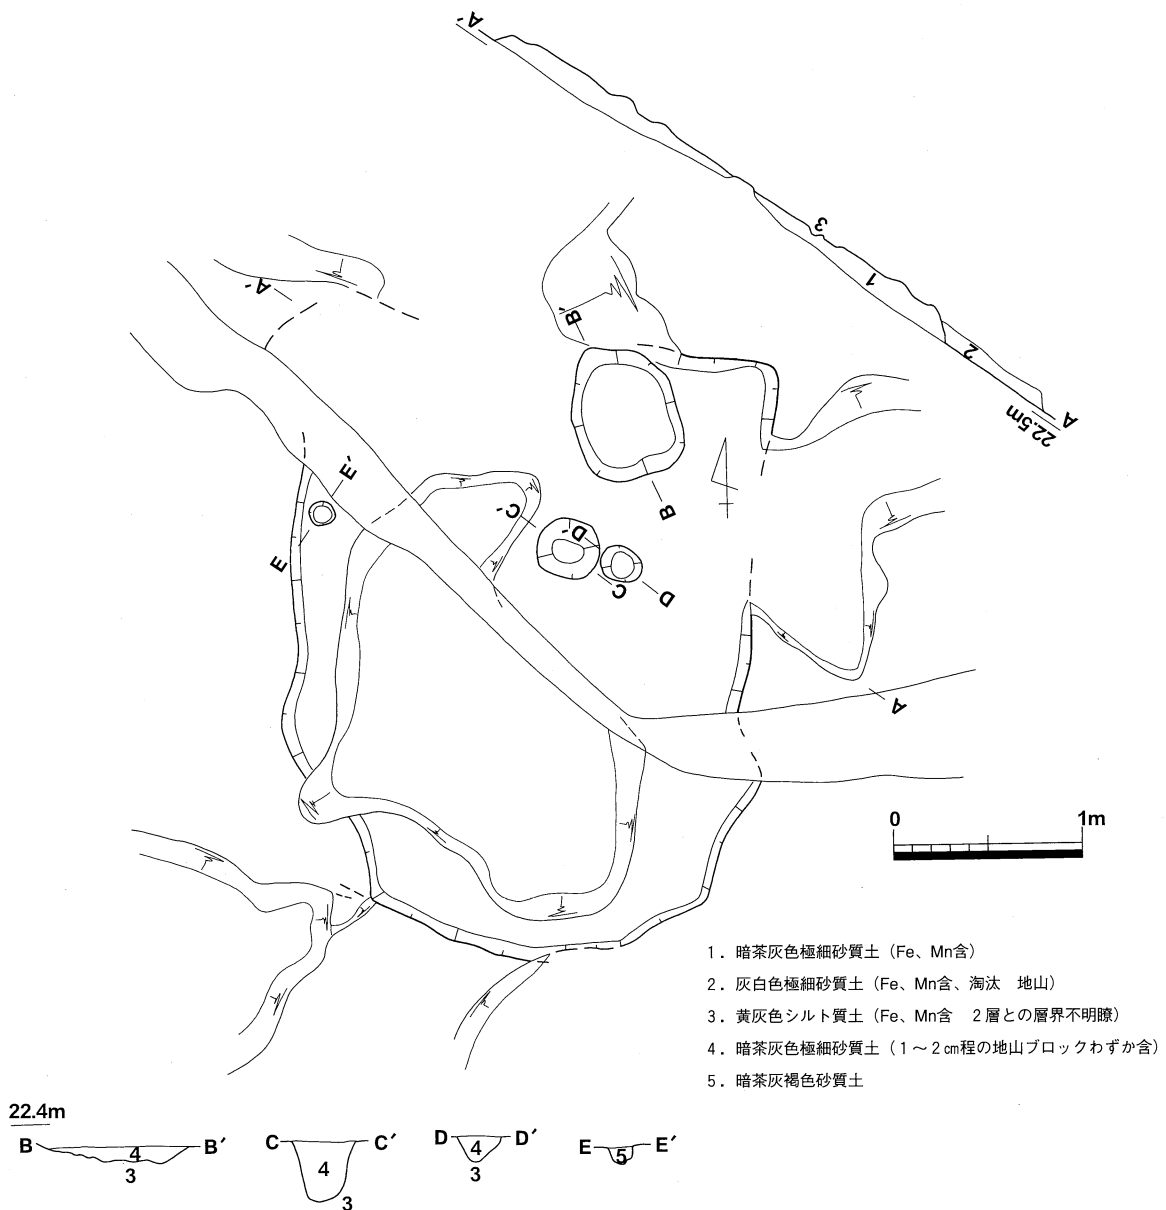 A′
3
1
2
22.5m
A
A′
B′
E′
C′
B
D′
E
C
D
A
0 1m
1．暗茶灰色極細砂質土（Fe、Mn含）
2．灰白色極細砂質土（Fe、Mn含、淘汰　地山）
3．黄灰色シルト質土（Fe、Mn含　2層との層界不明瞭）
4．暗茶灰色極細砂質土（1～2㎝程の地山ブロックわずか含）
5．暗茶灰褐色砂質土
22.4m
B 4 B′ C C′ D 4 D′ E 5 E′
3 4 3
3